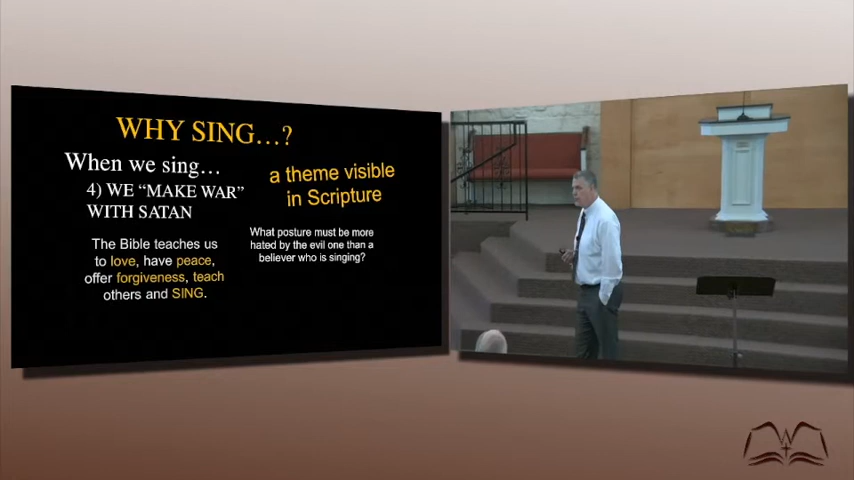 WHY SING…?
When we sing…
4) WE “MAKE WAR”
WITH SATAN
The Bible teaches us
to love, have peace,
offer forgiveness, teach
others and SING.
a theme visible
in Scripture
What posture must be more
hated by the evil one than a
believer who is singing?